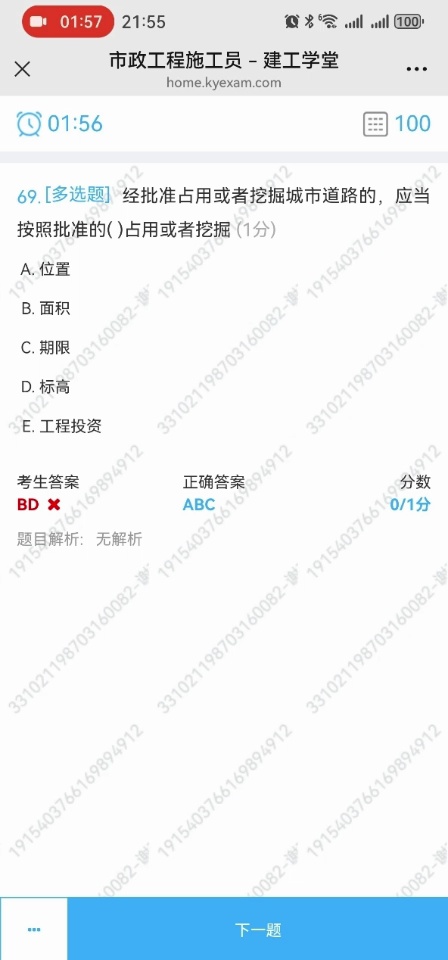 01:57 21:55 100
市政工程施工员 – 建工学堂
home.kyexam.com
01:56 100
69.[多选题] 经批准占用或者挖掘城市道路的，应当
按照批准的( )占用或者挖掘 (1分)
A. 位置
B. 面积
C. 期限
D. 标高
E. 工程投资
考生答案 正确答案 分数
BD ABC 0/1分
题目解析： 无解析
下一题